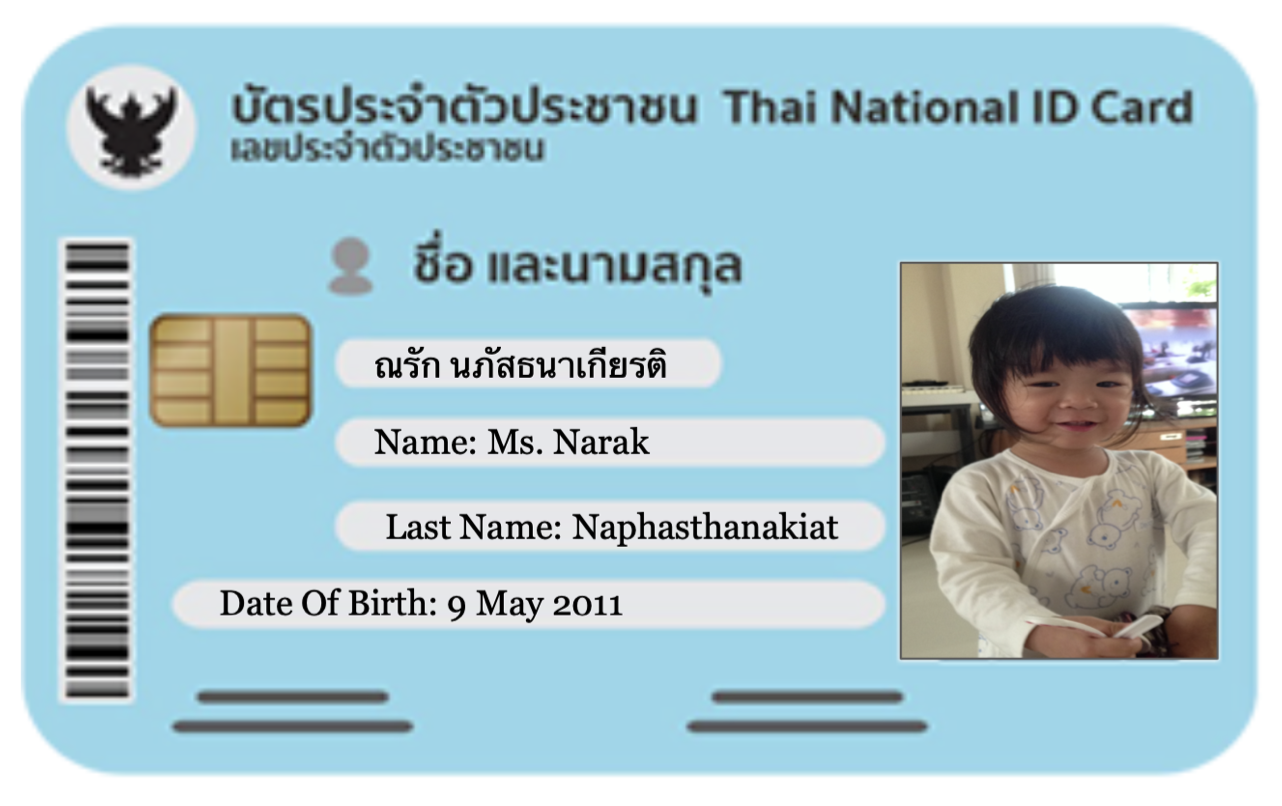 บัตรประจำตัวประชาชน Thai National ID Card
เลขประจำตัวประชาชน
ชื่อ และนามสกุล
ณรัก นภัสธนาเกียรติ
Name: Ms. Narak
Last Name: Naphasthanakiat
Date Of Birth: 9 May 2011